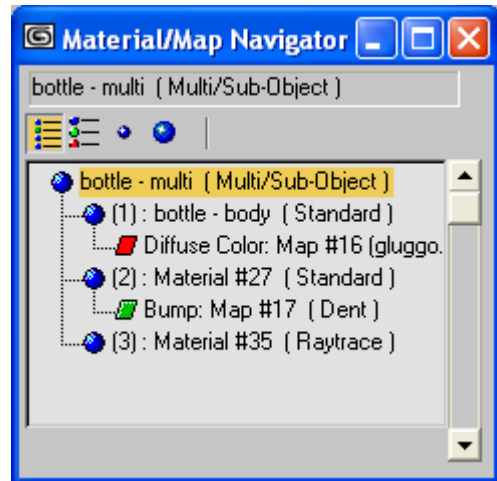 Material/Map Navigator
bottle - multi ( Multi/Sub-Object )
bottle - multi ( Multi/Sub-Object )
(1) : bottle - body ( Standard )
Diffuse Color: Map #16 (gluggo.
(2) : Material #27 ( Standard )
Bump: Map #17 ( Dent )
(3) : Material #35 ( Raytrace )